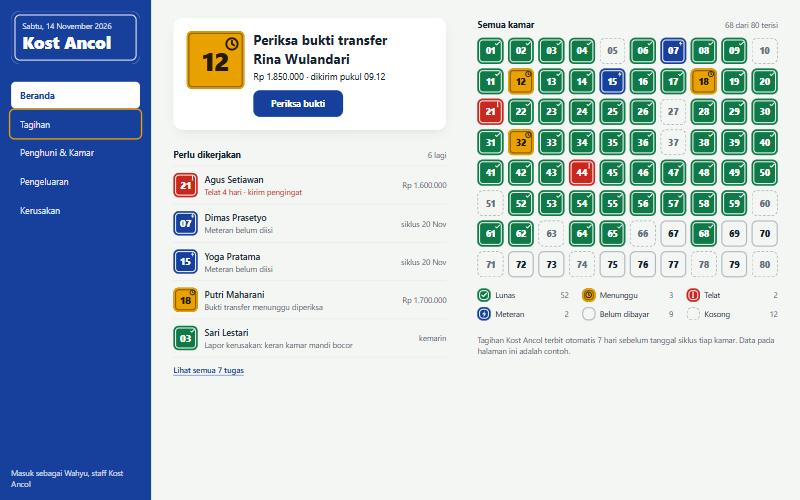 Sabtu, 14 November 2026
Kost Ancol
Beranda
Tagihan
Penghuni & Kamar
Pengeluaran
Kerusakan
Masuk sebagai Wahyu, staff Kost
Ancol
12
Periksa bukti transfer
Rina Wulandari
Rp 1.850.000 · dikirim pukul 09.12
Periksa bukti
Perlu dikerjakan
6 lagi
21
Agus Setiawan
Telat 4 hari · kirim pengingat
Rp 1.600.000
07
Dimas Prasetyo
Meteran belum diisi
siklus 20 Nov
15
Yoga Pratama
Meteran belum diisi
siklus 20 Nov
18
Putri Maharani
Bukti transfer menunggu diperiksa
Rp 1.700.000
03
Sari Lestari
Lapor kerusakan: keran kamar mandi bocor
kemarin
Lihat semua 7 tugas
Semua kamar
68 dari 80 terisi
01 02 03 04 05 06 07 08 09 10
11 12 13 14 15 16 17 18 19 20
21 22 23 24 25 26 27 28 29 30
31 32 33 34 35 36 37 38 39 40
41 42 43 44 45 46 47 48 49 50
51 52 53 54 55 56 57 58 59 60
61 62 63 64 65 66 67 68 69 70
71 72 73 74 75 76 77 78 79 80
Lunas 52 Menunggu 3 Telat 2
Meteran 2 Belum dibayar 9 Kosong 12
Tagihan Kost Ancol terbit otomatis 7 hari sebelum tanggal siklus tiap kamar. Data pada
halaman ini adalah contoh.